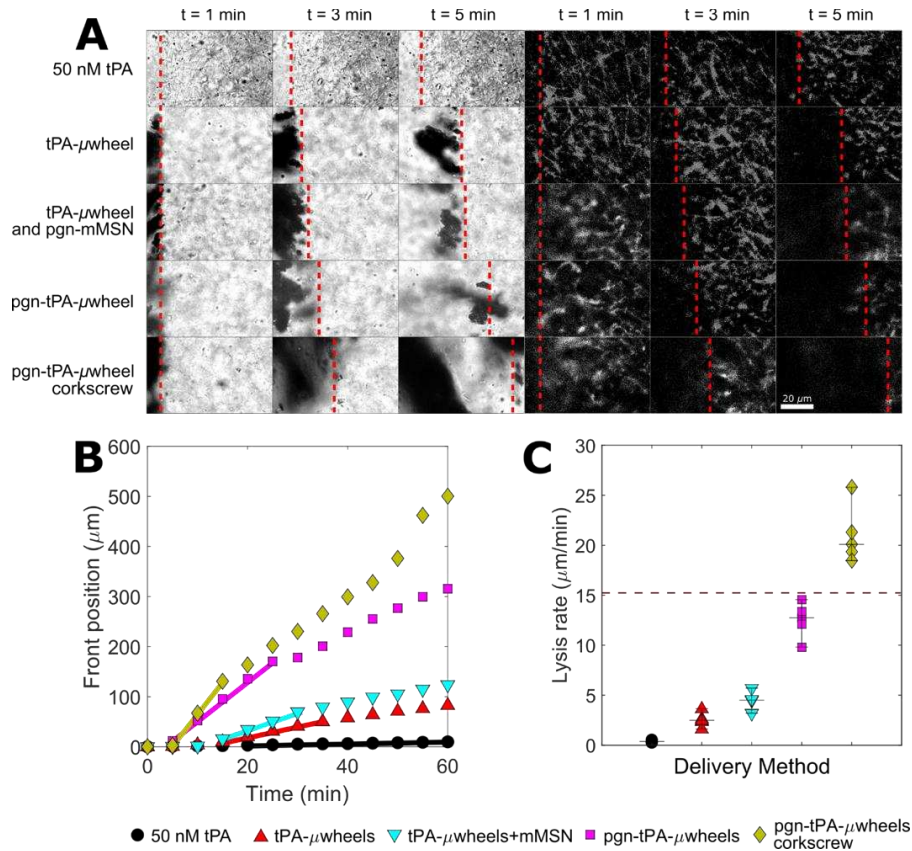 A
t = 1 min t = 3 min t = 5 min t = 1 min t = 3 min t = 5 min
50 nM tPA
tPA-μwheel
tPA-μwheel
and pgn-mMSN
pgn-tPA-μwheel
pgn-tPA-μwheel
corkscrew
20 μm
B
Front position (μm)
600
500
400
300
200
100
0
0 20 40 60
Time (min)
C
Lysis rate (μm/min)
30
25
20
15
10
5
0
Delivery Method
50 nM tPA tPA-μwheels tPA-μwheels+mMSN pgn-tPA-μwheels pgn-tPA-μwheels
corkscrew